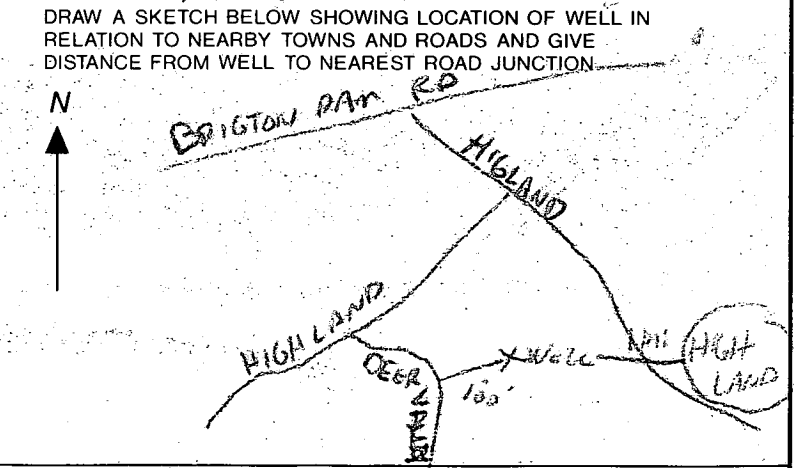 DRAW A SKETCH BELOW SHOWING LOCATION OF WELL IN
RELATION TO NEARBY TOWNS AND ROADS AND GIVE
DISTANCE FROM WELL TO NEAREST ROAD JUNCTION
N
BRIGTON DAM RD
HIGLAND
HIGHLAND
DEER
X WELL
100'
HIGH
LAND